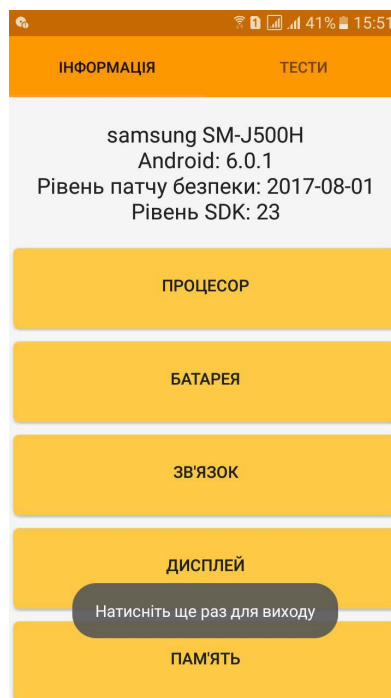 1 41% 15:51
ІНФОРМАЦІЯ ТЕСТИ
samsung SM-J500H
Android: 6.0.1
Рівень патчу безпеки: 2017-08-01
Рівень SDK: 23
ПРОЦЕСОР
БАТАРЕЯ
ЗВ'ЯЗОК
ДИСПЛЕЙ
Натисніть ще раз для виходу
ПАМ'ЯТЬ